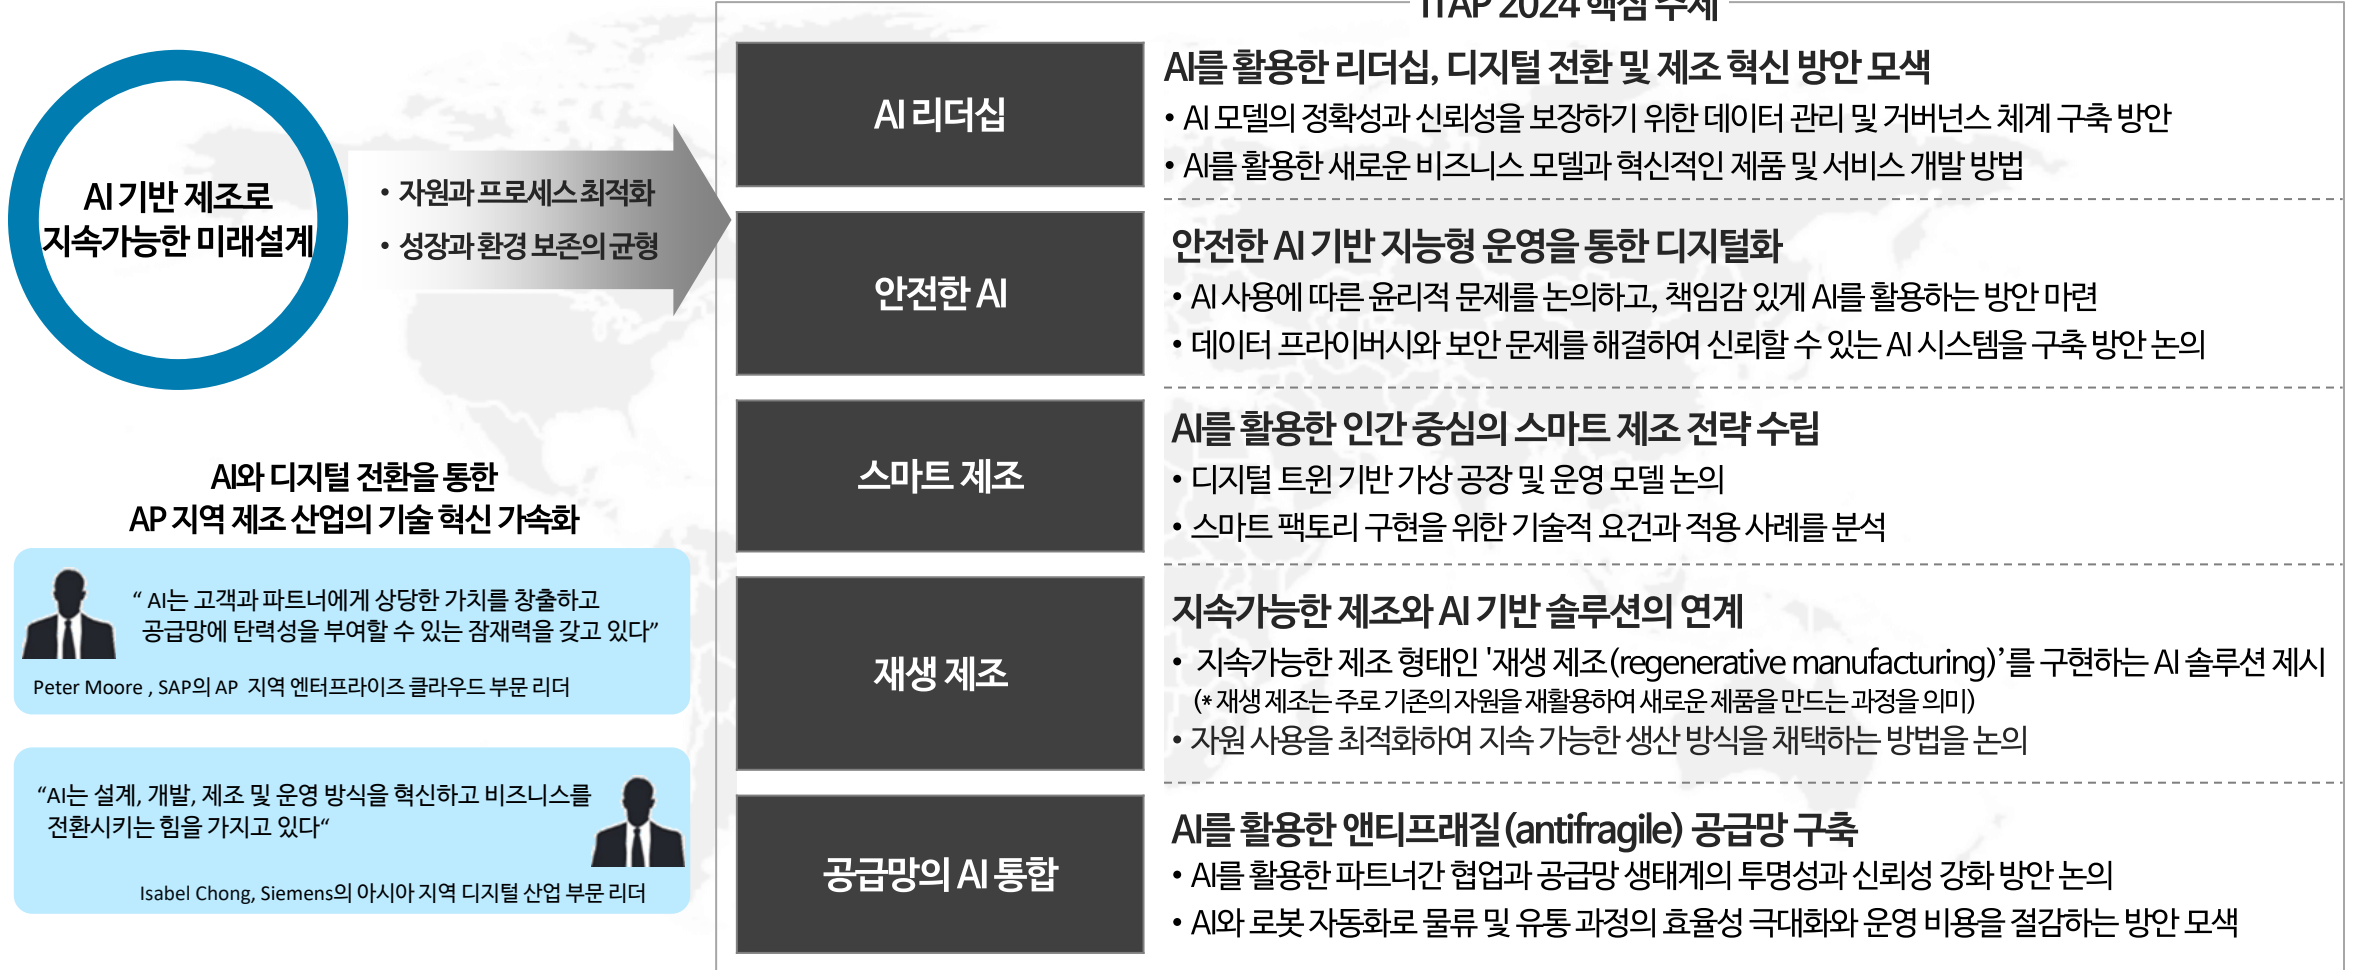 ITAP 2024 핵심 주제
AI 기반 제조로
지속가능한 미래설계
• 자원과 프로세스 최적화
• 성장과 환경 보존의 균형
AI와 디지털 전환을 통한
AP 지역 제조 산업의 기술 혁신 가속화
“ AI는 고객과 파트너에게 상당한 가치를 창출하고
공급망에 탄력성을 부여할 수 있는 잠재력을 갖고 있다”
Peter Moore , SAP의 AP 지역 엔터프라이즈 클라우드 부문 리더
“AI는 설계, 개발, 제조 및 운영 방식을 혁신하고 비즈니스를
전환시키는 힘을 가지고 있다“
Isabel Chong, Siemens의 아시아 지역 디지털 산업 부문 리더
AI 리더십
AI를 활용한 리더십, 디지털 전환 및 제조 혁신 방안 모색
• AI 모델의 정확성과 신뢰성을 보장하기 위한 데이터 관리 및 거버넌스 체계 구축 방안
• AI를 활용한 새로운 비즈니스 모델과 혁신적인 제품 및 서비스 개발 방법
안전한 AI
안전한 AI 기반 지능형 운영을 통한 디지털화
• AI 사용에 따른 윤리적 문제를 논의하고, 책임감 있게 AI를 활용하는 방안 마련
• 데이터 프라이버시와 보안 문제를 해결하여 신뢰할 수 있는 AI 시스템을 구축 방안 논의
스마트 제조
AI를 활용한 인간 중심의 스마트 제조 전략 수립
• 디지털 트윈 기반 가상 공장 및 운영 모델 논의
• 스마트 팩토리 구현을 위한 기술적 요건과 적용 사례를 분석
재생 제조
지속가능한 제조와 AI 기반 솔루션의 연계
• 지속가능한 제조 형태인 '재생 제조(regenerative manufacturing)’를 구현하는 AI 솔루션 제시
(* 재생 제조는 주로 기존의 자원을 재활용하여 새로운 제품을 만드는 과정을 의미)
• 자원 사용을 최적화하여 지속 가능한 생산 방식을 채택하는 방법을 논의
공급망의 AI 통합
AI를 활용한 앤티프래질(antifragile) 공급망 구축
• AI를 활용한 파트너간 협업과 공급망 생태계의 투명성과 신뢰성 강화 방안 논의
• AI와 로봇 자동화로 물류 및 유통 과정의 효율성 극대화와 운영 비용을 절감하는 방안 모색